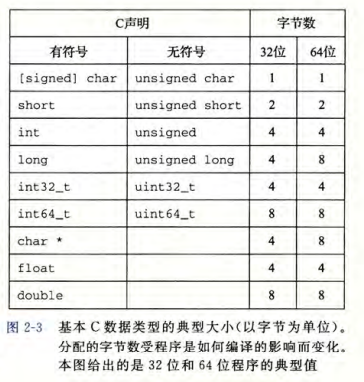 C声明 字节数
有符号 无符号 32位 64位
[signed] char unsigned char 1 1
short unsigned short 2 2
int unsigned 4 4
long unsigned long 4 8
int32_t uint32_t 4 4
int64_t uint64_t 8 8
char * 4 8
float 4 4
double 8 8
图 2-3 基本 C 数据类型的典型大小(以字节为单位)。
分配的字节数受程序是如何编译的影响而变化。
本图给出的是 32 位和 64 位程序的典型值